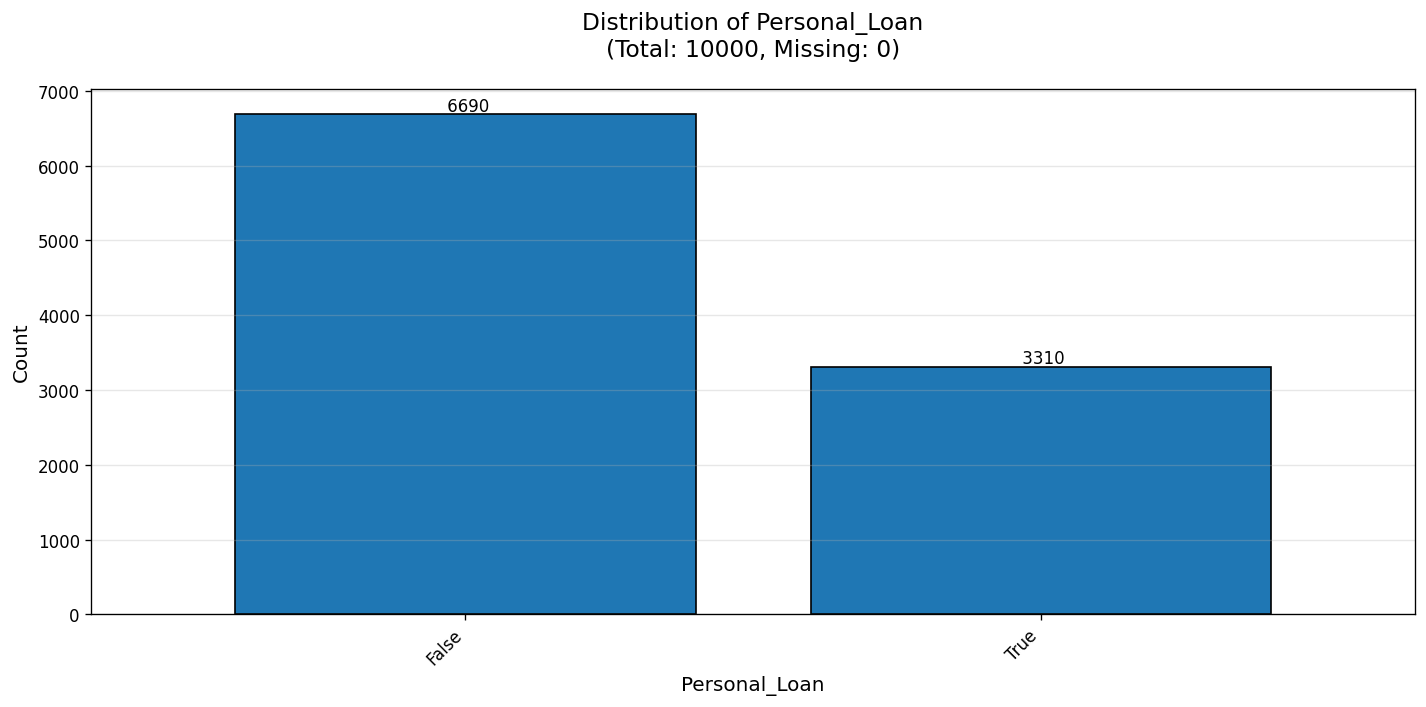 Distribution of Personal_Loan
(Total: 10000, Missing: 0)
7000
6000
5000
4000
3000
2000
1000
0
Count
6690
3310
False
True
Personal_Loan